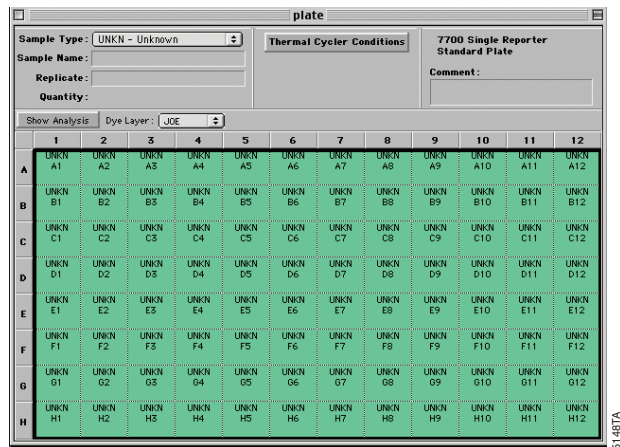 plate
Sample Type: UNKN - Unknown
Sample Name:
Replicate:
Quantity:
Thermal Cycler Conditions
7700 Single Reporter
Standard Plate
Comment:
Show Analysis Dye Layer: JOE
1 2 3 4 5 6 7 8 9 10 11 12
UNKN UNKN UNKN UNKN UNKN UNKN UNKN UNKN UNKN UNKN UNKN UNKN
A A1 A2 A3 A4 A5 A6 A7 A8 A9 A10 A11 A12
UNKN UNKN UNKN UNKN UNKN UNKN UNKN UNKN UNKN UNKN UNKN UNKN
B B1 B2 B3 B4 B5 B6 B7 B8 B9 B10 B11 B12
UNKN UNKN UNKN UNKN UNKN UNKN UNKN UNKN UNKN UNKN UNKN UNKN
C C1 C2 C3 C4 C5 C6 C7 C8 C9 C10 C11 C12
UNKN UNKN UNKN UNKN UNKN UNKN UNKN UNKN UNKN UNKN UNKN UNKN
D D1 D2 D3 D4 D5 D6 D7 D8 D9 D10 D11 D12
UNKN UNKN UNKN UNKN UNKN UNKN UNKN UNKN UNKN UNKN UNKN UNKN
E E1 E2 E3 E4 E5 E6 E7 E8 E9 E10 E11 E12
UNKN UNKN UNKN UNKN UNKN UNKN UNKN UNKN UNKN UNKN UNKN UNKN
F F1 F2 F3 F4 F5 F6 F7 F8 F9 F10 F11 F12
UNKN UNKN UNKN UNKN UNKN UNKN UNKN UNKN UNKN UNKN UNKN UNKN
G G1 G2 G3 G4 G5 G6 G7 G8 G9 G10 G11 G12
UNKN UNKN UNKN UNKN UNKN UNKN UNKN UNKN UNKN UNKN UNKN UNKN
H H1 H2 H3 H4 H5 H6 H7 H8 H9 H10 H11 H12